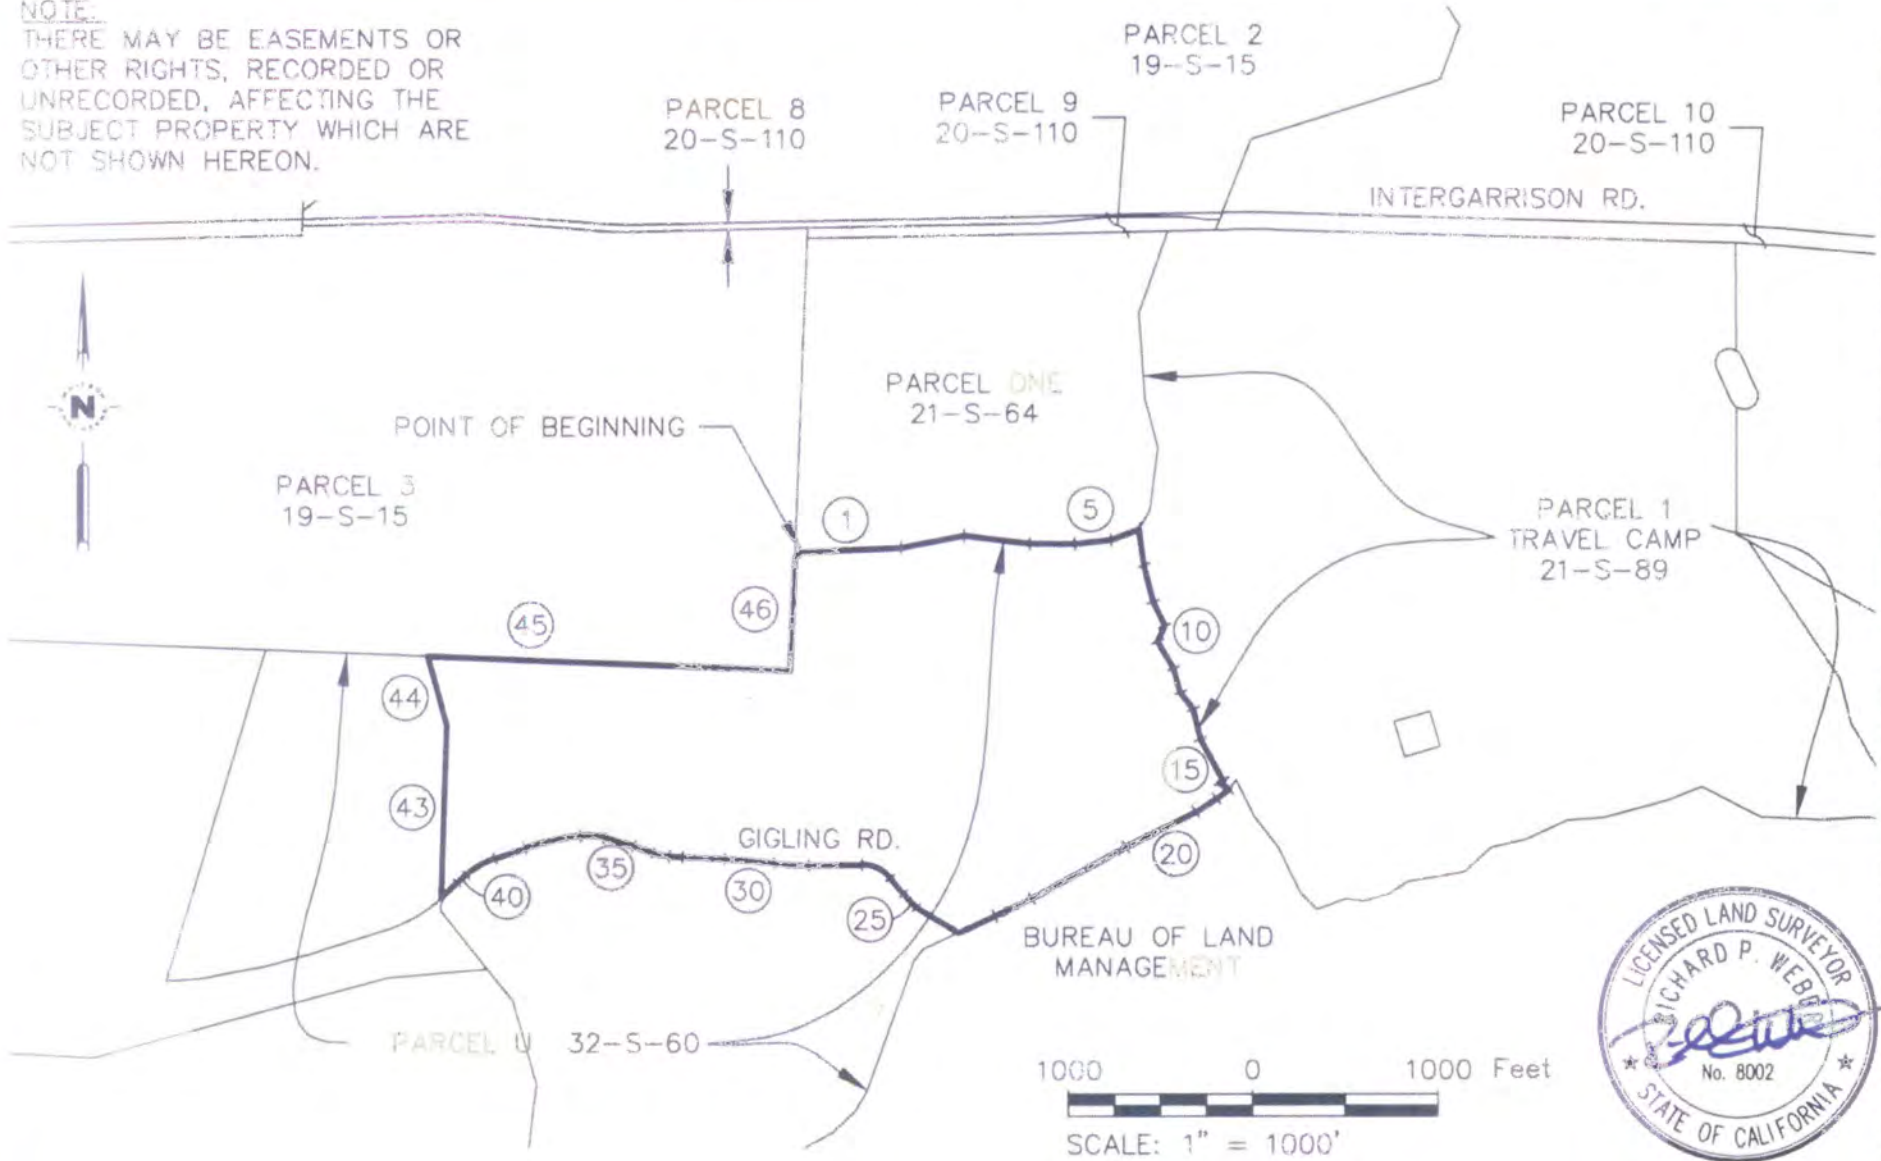 NOTE:
THERE MAY BE EASEMENTS OR
OTHER RIGHTS, RECORDED OR
UNRECORDED, AFFECTING THE
SUBJECT PROPERTY WHICH ARE
NOT SHOWN HEREON.
PARCEL 8
20-S-110
PARCEL 9
20-S-110
PARCEL 2
19-S-15
PARCEL 10
20-S-110
INTERGARRISON RD.
N
POINT OF BEGINNING
PARCEL ONE
21-S-64
PARCEL 3
19-S-15
1
5
PARCEL 1
TRAVEL CAMP
21-S-89
46
45
10
44
43
15
GIGLING RD.
20
35
30
40
25
BUREAU OF LAND
MANAGEMENT
PARCEL U 32-S-60
1000 0 1000 Feet
SCALE: 1" = 1000'
LICENSED LAND SURVEYOR
RICHARD P. WEBER
No. 8002
STATE OF CALIFORNIA